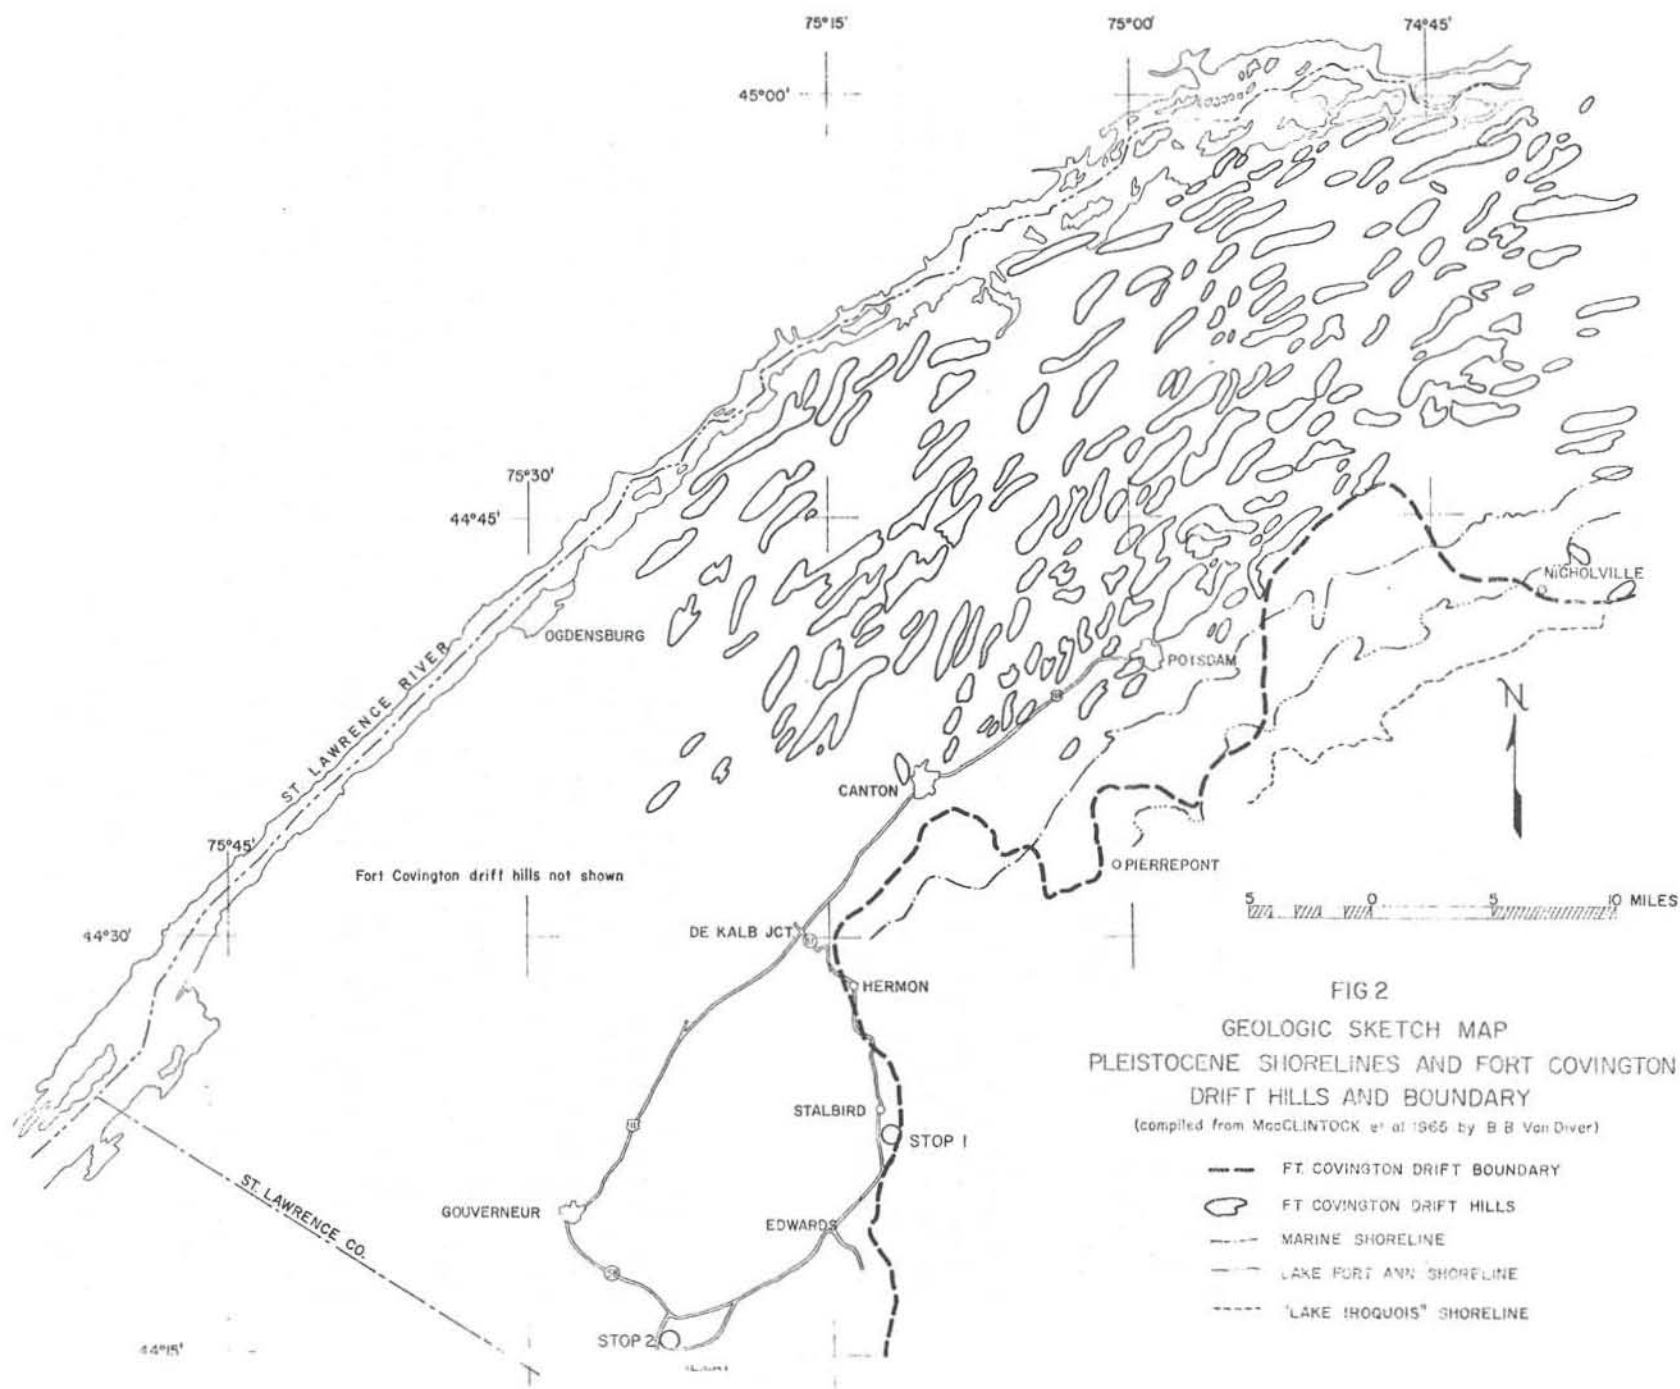 75°15'
75°00'
74°45'
45°00'
75°30'
44°45'
NICHOLVILLE
OGDENSBURG
POTSDAM
ST. LAWRENCE RIVER
N
CANTON
75°45'
Fort Covington drift hills not shown
PIERREPONT
5 0 5 10 MILES
DE KALB JCT.
44°30'
HERMON
FIG 2
GEOLOGIC SKETCH MAP
PLEISTOCENE SHORELINES AND FORT COVINGTON
DRIFT HILLS AND BOUNDARY
(compiled from MacCLINTOCK et al 1965 by B B Van Diver)
STALBIRD
STOP 1
FT. COVINGTON DRIFT BOUNDARY
ST. LAWRENCE CO.
GOUVERNEUR
FT COVINGTON DRIFT HILLS
EDWARDS
MARINE SHORELINE
LAKE FORT ANN SHORELINE
"LAKE IROQUOIS" SHORELINE
STOP 2
44°15'